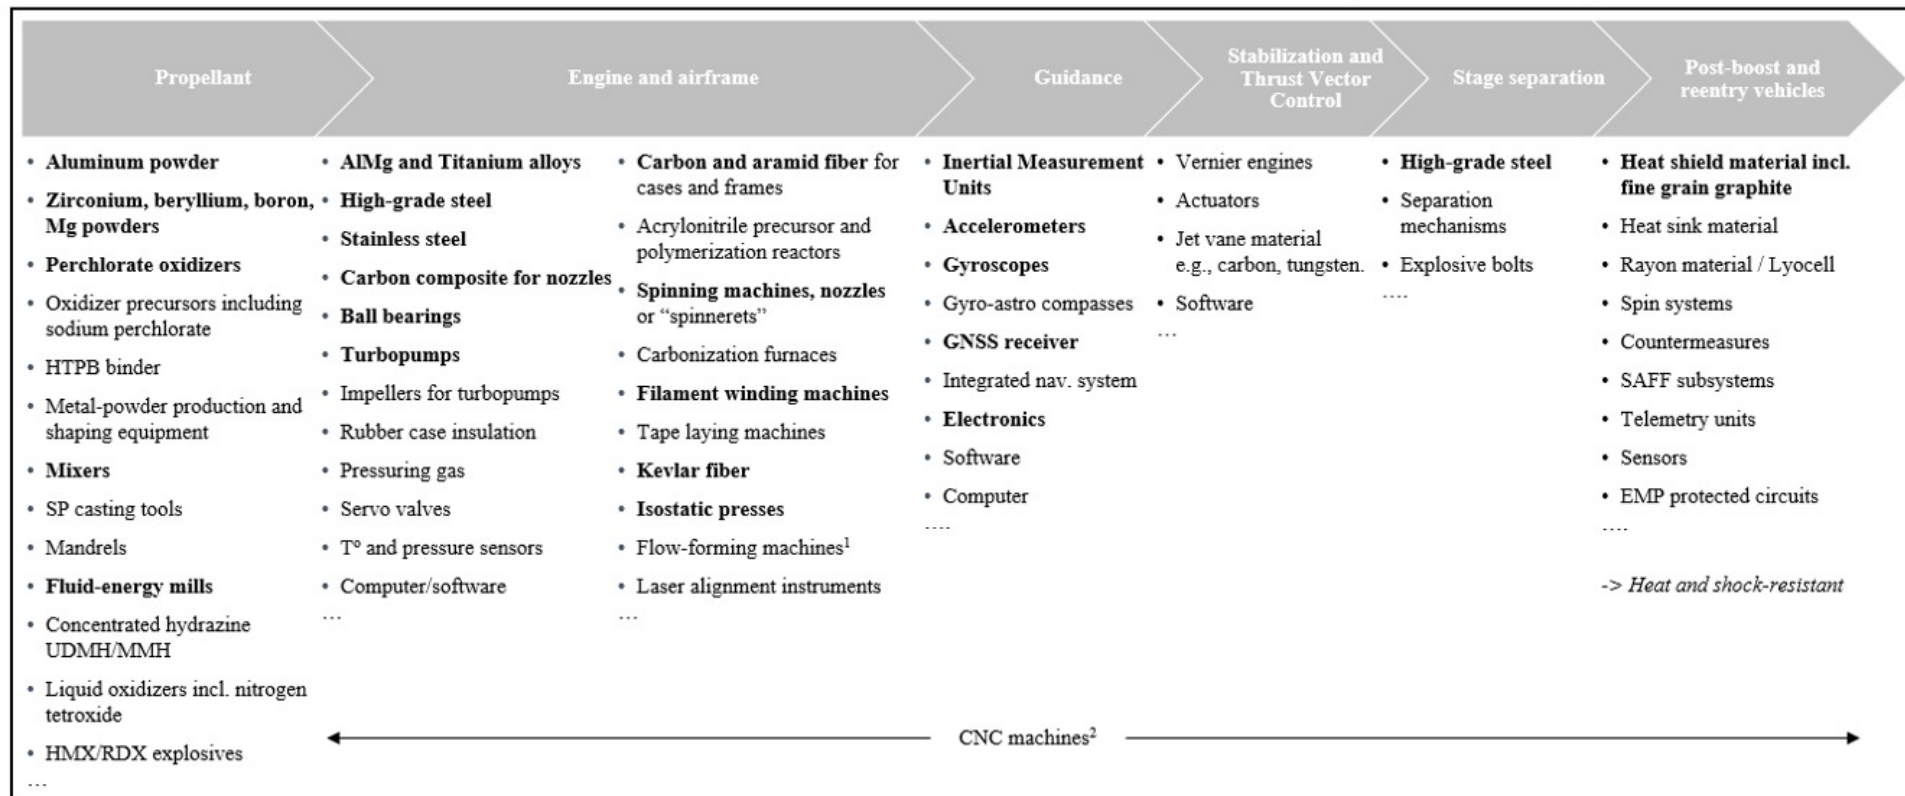 Propellant
Engine and airframe
Guidance
Stabilization and
Thrust Vector
Control
Stage separation
Post-boost and
reentry vehicles
• Aluminum powder
• Zirconium, beryllium, boron,
Mg powders
• Perchlorate oxidizers
• Oxidizer precursors including
sodium perchlorate
• HTPB binder
• Metal-powder production and
shaping equipment
• Mixers
• SP casting tools
• Mandrels
• Fluid-energy mills
• Concentrated hydrazine
UDMH/MMH
• Liquid oxidizers incl. nitrogen
tetroxide
• HMX/RDX explosives
…
• AlMg and Titanium alloys
• High-grade steel
• Stainless steel
• Carbon composite for nozzles
• Ball bearings
• Turbopumps
• Impellers for turbopumps
• Rubber case insulation
• Pressuring gas
• Servo valves
• Tº and pressure sensors
• Computer/software
…
• Carbon and aramid fiber for
cases and frames
• Acrylonitrile precursor and
polymerization reactors
• Spinning machines, nozzles
or “spinnerets”
• Carbonization furnaces
• Filament winding machines
• Tape laying machines
• Kevlar fiber
• Isostatic presses
• Flow-forming machines¹
• Laser alignment instruments
…
• Inertial Measurement
Units
• Accelerometers
• Gyroscopes
• Gyro-astro compasses
• GNSS receiver
• Integrated nav. system
• Electronics
• Software
• Computer
….
• Vernier engines
• Actuators
• Jet vane material
e.g., carbon, tungsten.
• Software
…
• High-grade steel
• Separation
mechanisms
• Explosive bolts
….
• Heat shield material incl.
fine grain graphite
• Heat sink material
• Rayon material / Lyocell
• Spin systems
• Countermeasures
• SAFF subsystems
• Telemetry units
• Sensors
• EMP protected circuits
….
-> Heat and shock-resistant
CNC machines²